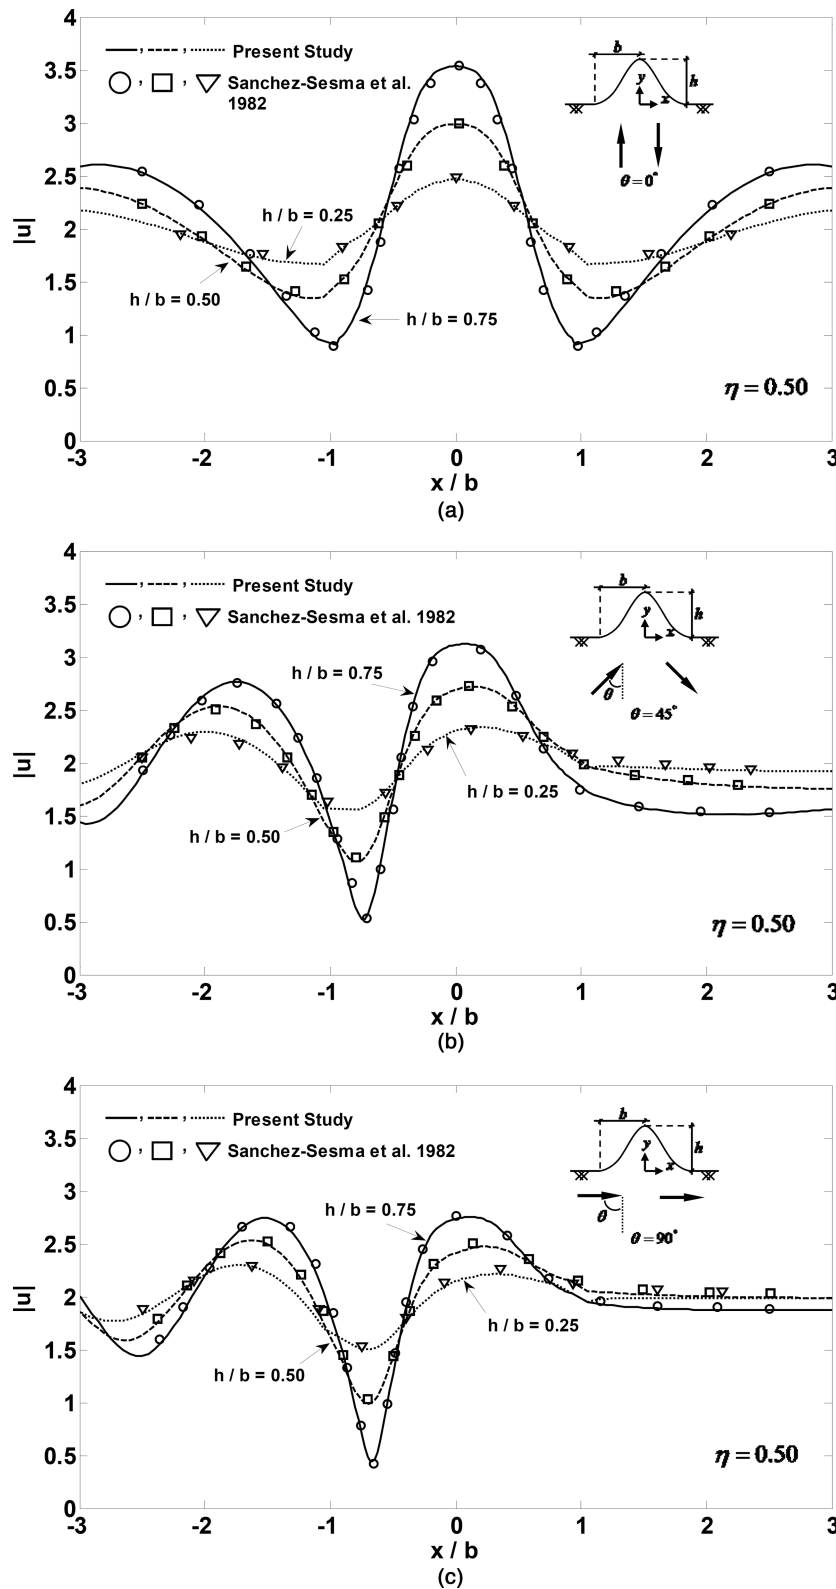 4
3.5
3
2.5
2
1.5
1
0.5
0
|u|
Present Study
Sanchez-Sesma et al.
1982
b
h
y
x
θ=0°
h / b = 0.25
h / b = 0.50
h / b = 0.75
η = 0.50
-3 -2 -1 0 1 2 3
x / b
(a)
4
3.5
3
2.5
2
1.5
1
0.5
0
|u|
Present Study
Sanchez-Sesma et al. 1982
b
h
y
x
θ
θ=45°
h / b = 0.75
h / b = 0.25
h / b = 0.50
η = 0.50
-3 -2 -1 0 1 2 3
x / b
(b)
4
3.5
3
2.5
2
1.5
1
0.5
0
|u|
Present Study
Sanchez-Sesma et al. 1982
b
h
y
x
θ
θ=90°
h / b = 0.75
h / b = 0.25
h / b = 0.50
η = 0.50
-3 -2 -1 0 1 2 3
x / b
(c)